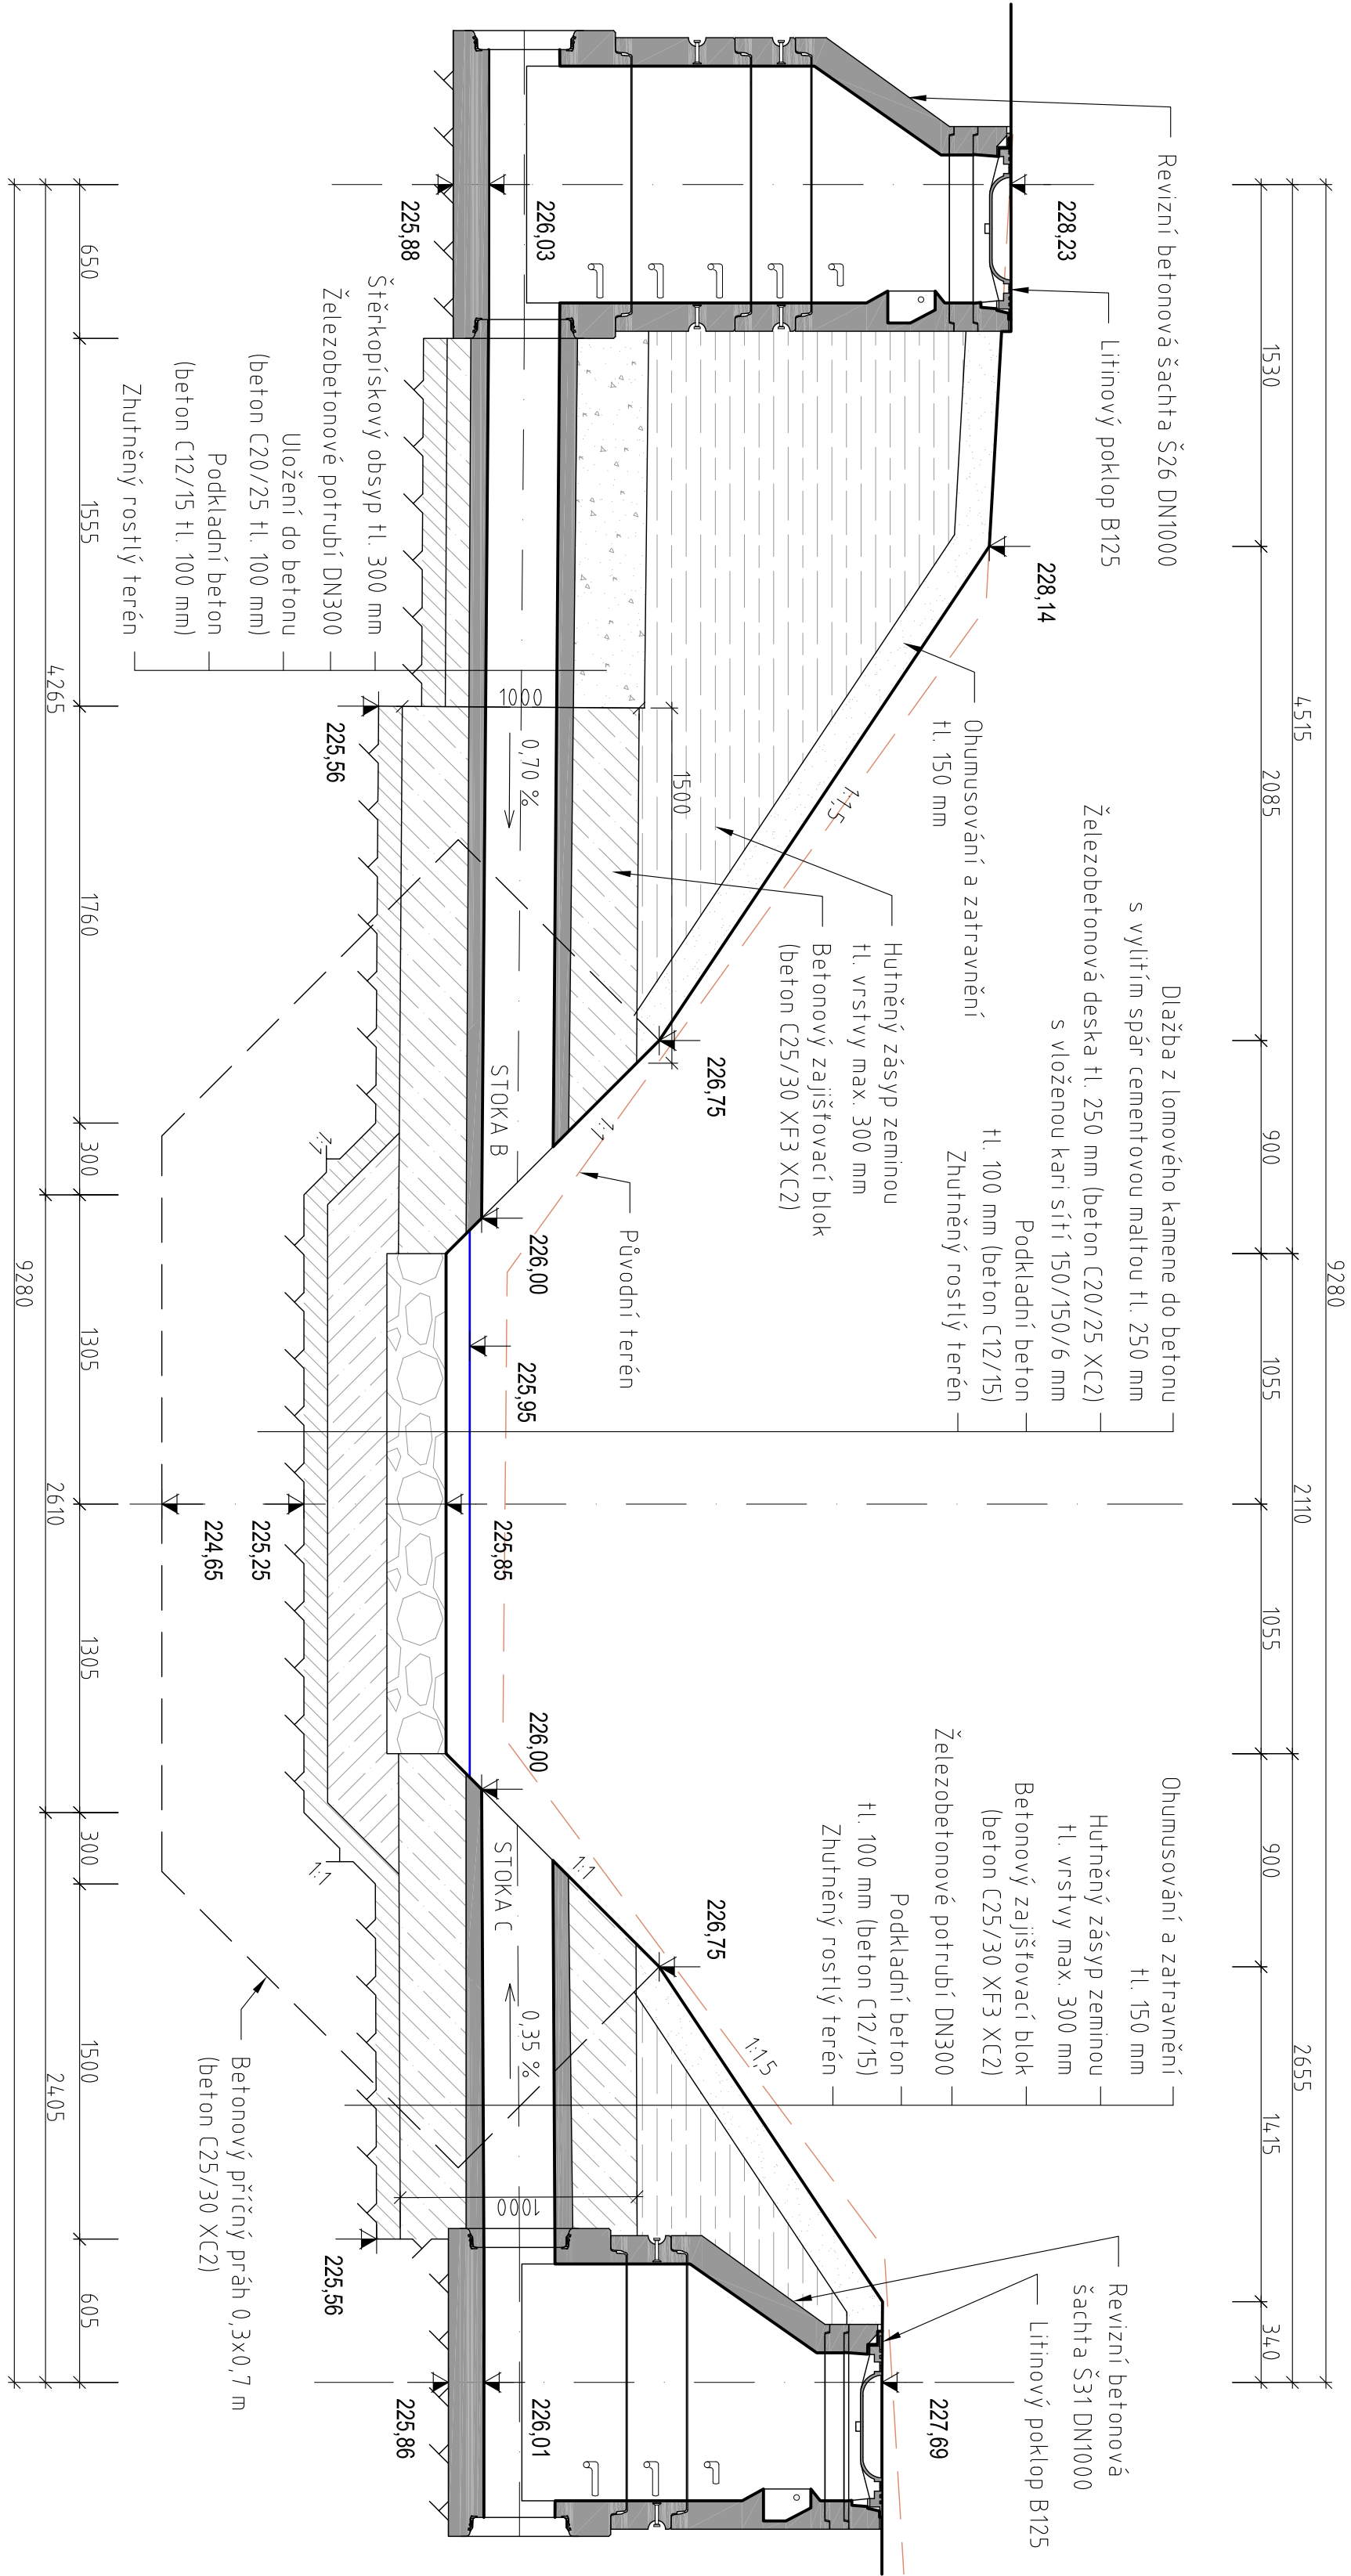 9280
4515
2110
2655
1530
2085
900
1055
1055
900
1415
340
Revizní betonová šachta Š26 DN1000
Litinový poklop B125
228,23
228,14
Ohumusování a zatravnění
tl. 150 mm
1:1,5
Hutněný zásyp zeminou
tl. vrstvy max. 300 mm
Betonový zajišťovací blok
(beton C25/30 XF3 XC2)
Dlažba z lomového kamene do betonu
s vylitím spár cementovou maltou tl. 250 mm
Železobetonová deska tl. 250 mm (beton C20/25 XC2)
s vloženou kari sítí 150/150/6 mm
Podkladní beton
tl. 100 mm (beton C12/15)
Zhutněný rostlý terén
226,75
1:1
Původní terén
Ohumusování a zatravnění
tl. 150 mm
Hutněný zásyp zeminou
tl. vrstvy max. 300 mm
Betonový zajišťovací blok
(beton C25/30 XF3 XC2)
Železobetonové potrubí DN300
Podkladní beton
tl. 100 mm (beton C12/15)
Zhutněný rostlý terén
226,75
1:1,5
1:1
Revizní betonová
šachta Š31 DN1000
Litinový poklop B125
227,69
226,03
225,88
1500
1000
0,70 %
STOKA B
226,00
225,95
225,85
226,00
STOKA C
0,35 %
1000
226,01
225,86
Štěrkopískový obsyp tl. 300 mm
Železobetonové potrubí DN300
Uložení do betonu
(beton C20/25 tl. 100 mm)
Podkladní beton
(beton C12/15 tl. 100 mm)
Zhutněný rostlý terén
225,56
1:1
225,25
224,65
1:1
225,56
Betonový příčný práh 0,3x0,7 m
(beton C25/30 XC2)
650
1555
1760
300
1305
1305
300
1500
605
4265
2610
2405
9280